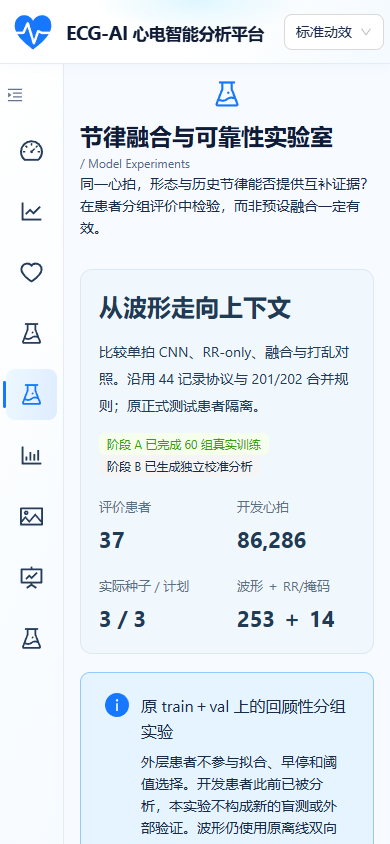 ECG-AI 心电智能分析平台
标准动效
节律融合与可靠性实验室
/ Model Experiments
同一心拍，形态与历史节律能否提供互补证据？
在患者分组评价中检验，而非预设融合一定有
效。
从波形走向上下文
比较单拍 CNN、RR-only、融合与打乱对
照。沿用 44 记录协议与 201/202 合并规
则；原正式测试患者隔离。
阶段 A 已完成 60 组真实训练
阶段 B 已生成独立校准分析
评价患者
开发心拍
37
86,286
实际种子 / 计划
波形 + RR/掩码
3 / 3
253 + 14
原 train + val 上的回顾性分组
实验
外层患者不参与拟合、早停和阈
值选择。开发患者此前已被分
析，本实验不构成新的盲测或外
部验证。波形仍使用原离线双向